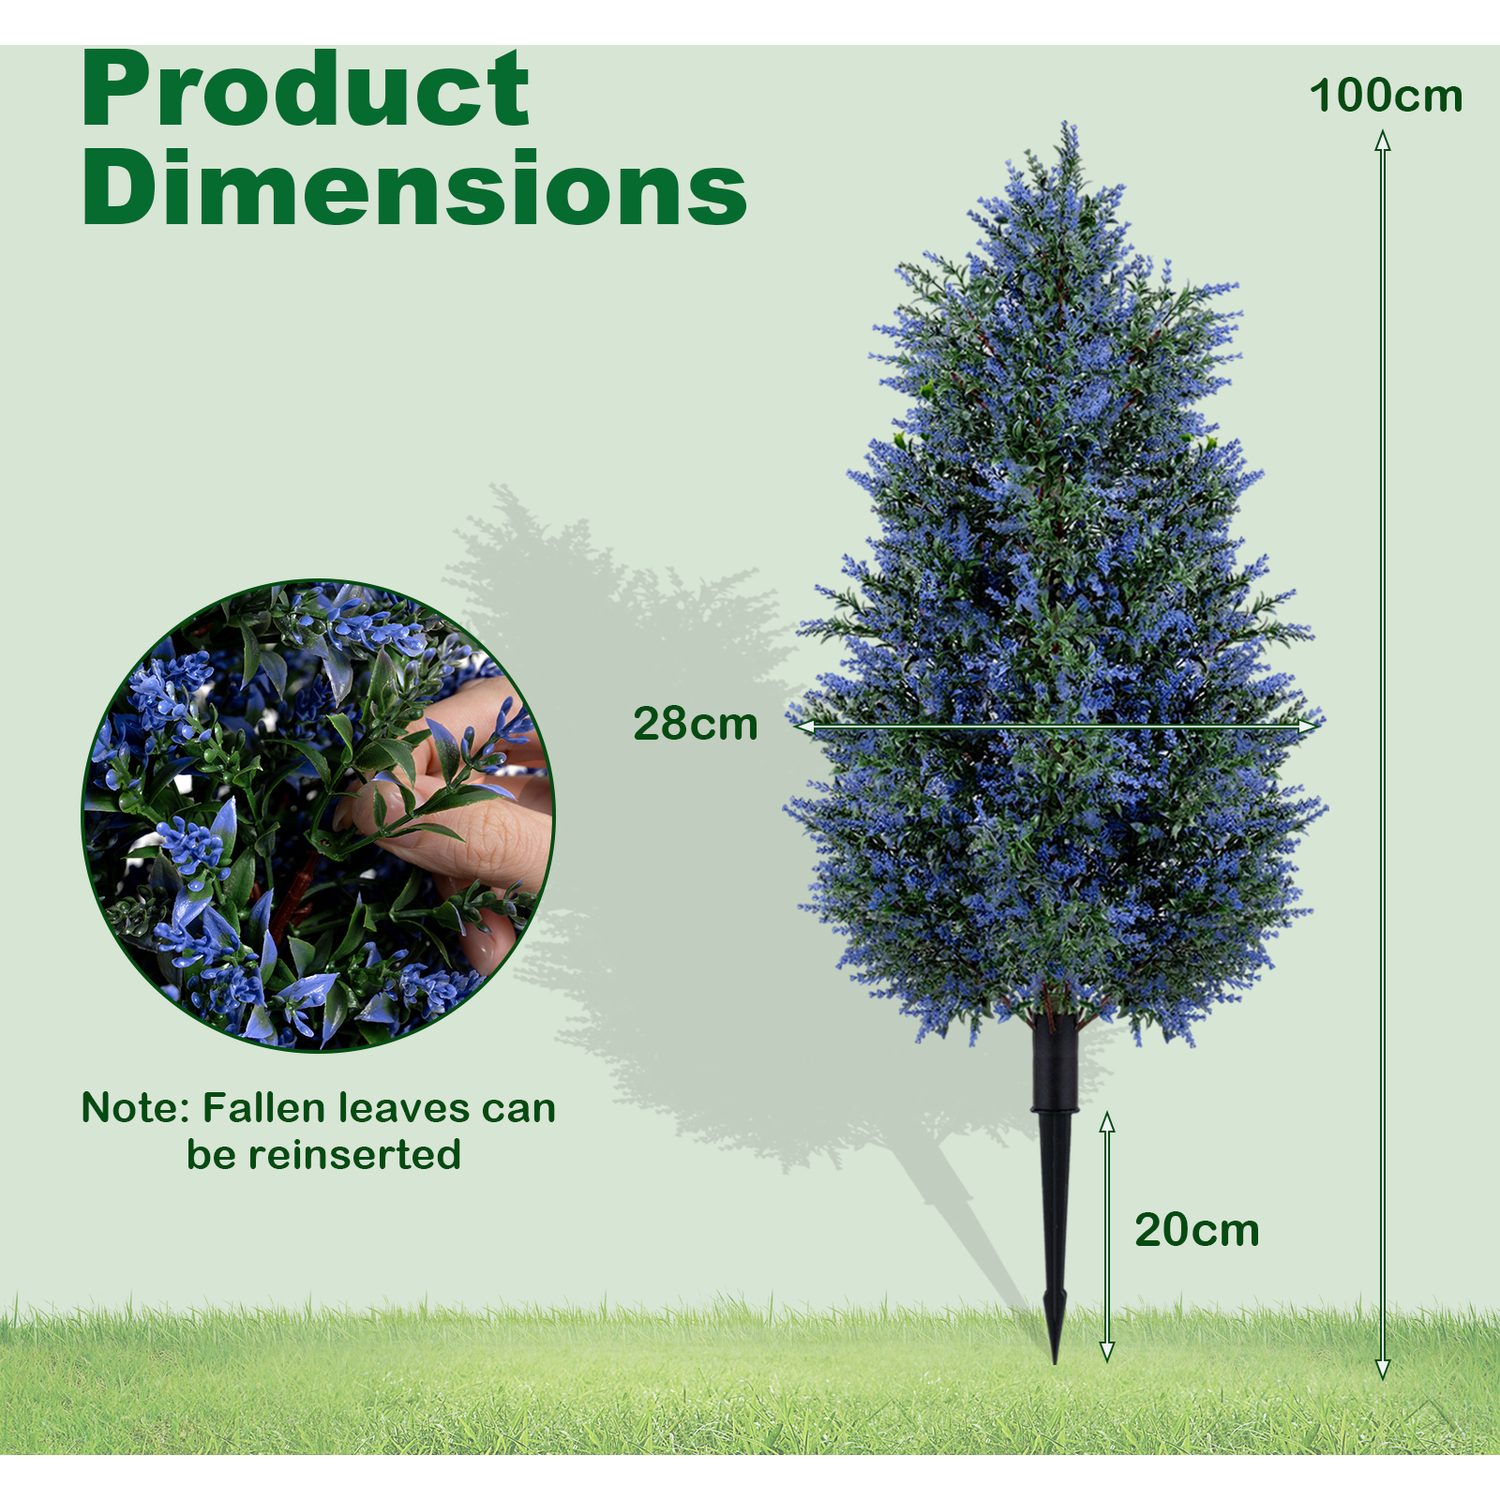 Product
Dimensions
100cm
28cm
Note: Fallen leaves can
be reinserted
20cm